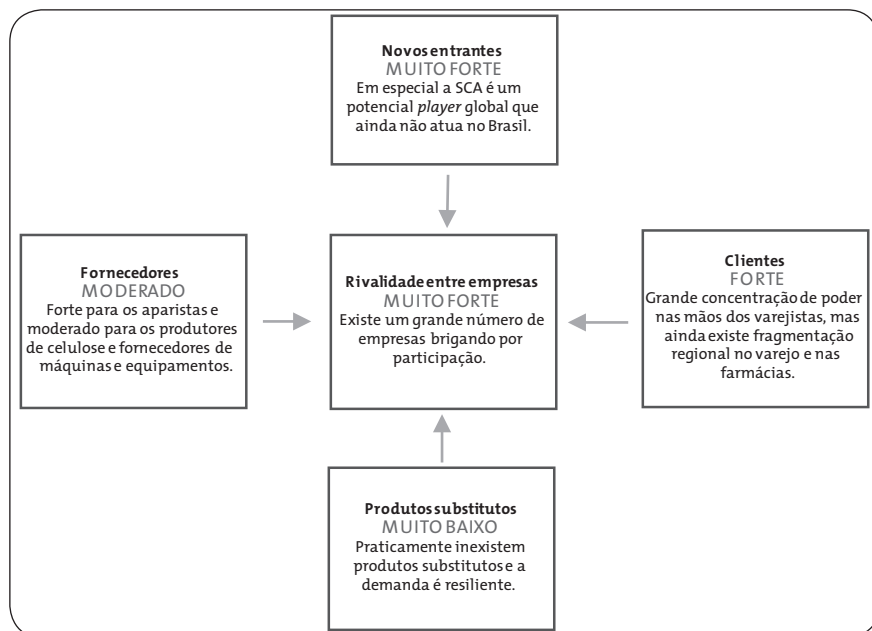 Novos entrantes
MUITO FORTE
Em especial a SCA é um
potencial player global que
ainda não atua no Brasil.
Fornecedores
MODERADO
Forte para os aparistas e
moderado para os produtores
de celulose e fornecedores de
máquinas e equipamentos.
Rivalidade entre empresas
MUITO FORTE
Existe um grande número de
empresas brigando por
participação.
Clientes
FORTE
Grande concentração de poder
nas mãos dos varejistas, mas
ainda existe fragmentação
regional no varejo e nas
farmácias.
Produtos substitutos
MUITO BAIXO
Praticamente inexistem
produtos substitutos e a
demanda é resiliente.